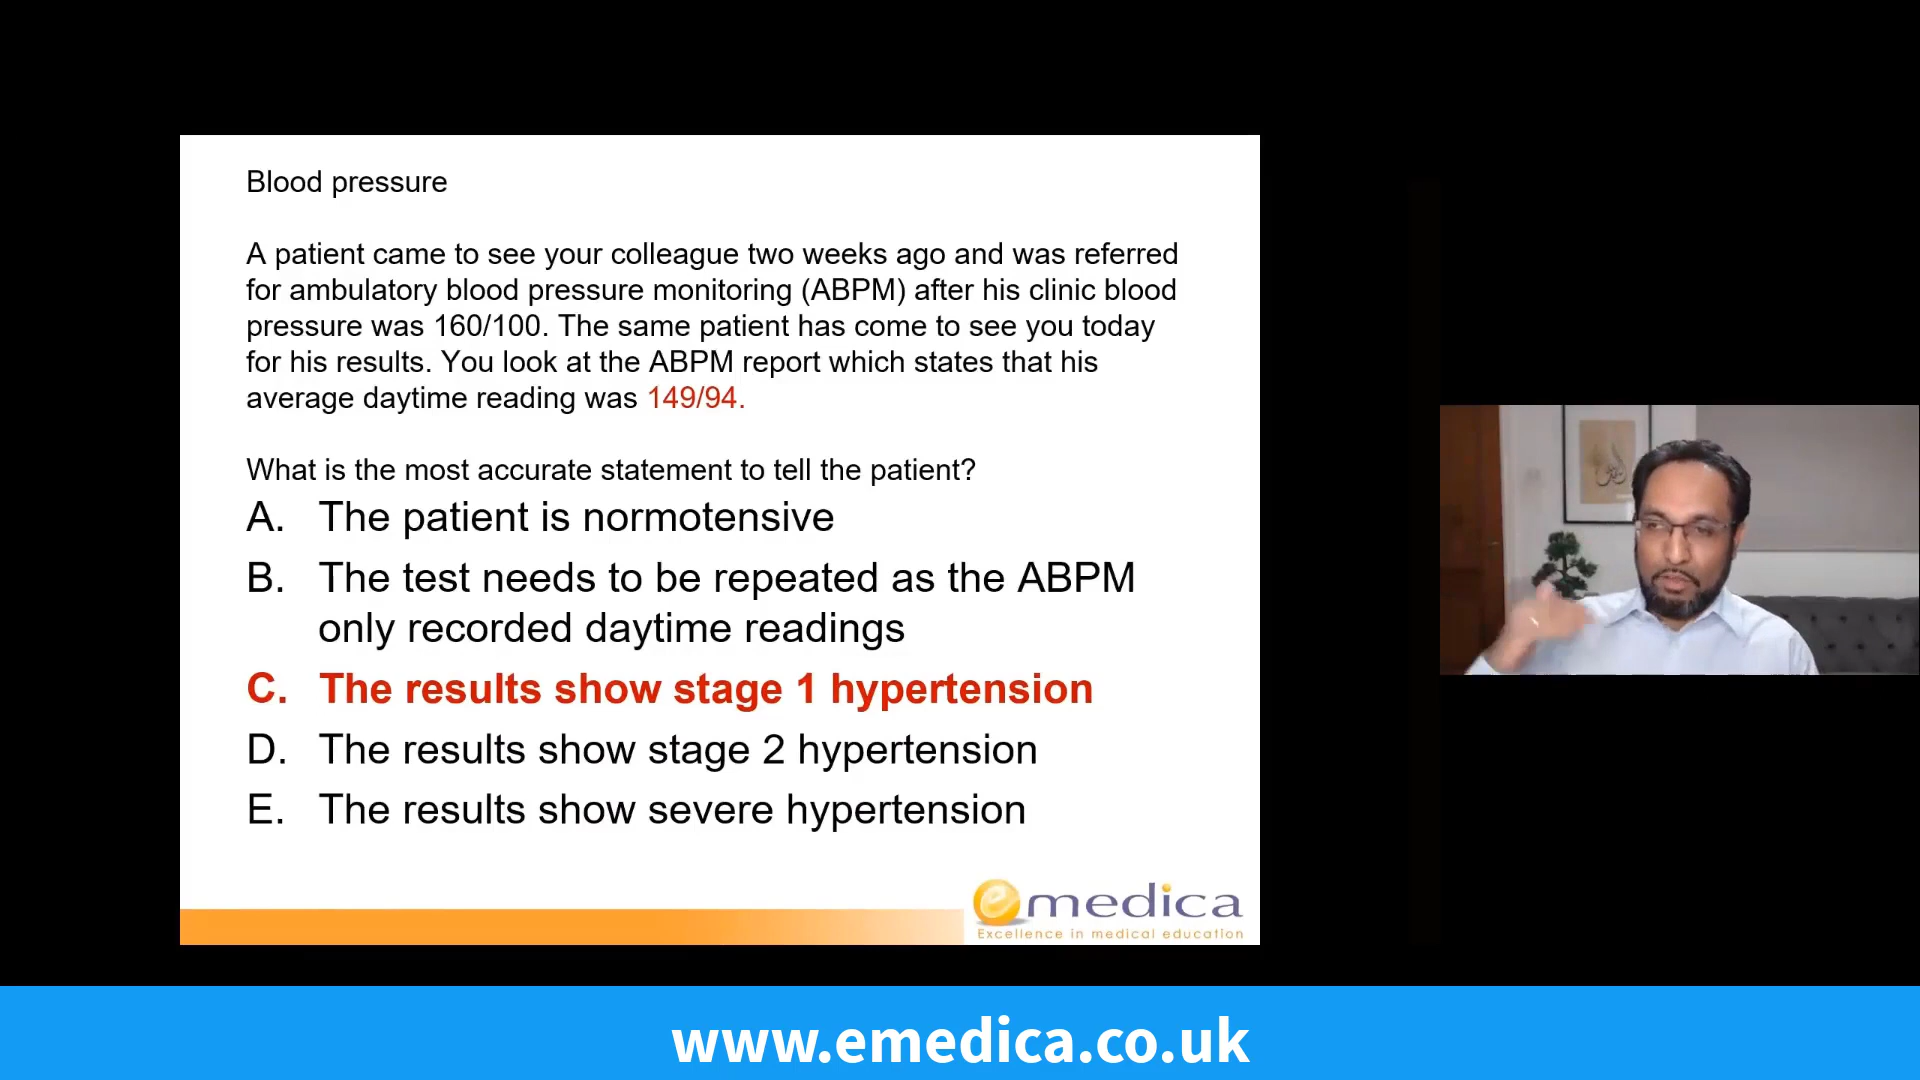 Blood pressure
A patient came to see your colleague two weeks ago and was referred
for ambulatory blood pressure monitoring (ABPM) after his clinic blood
pressure was 160/100. The same patient has come to see you today
for his results. You look at the ABPM report which states that his
average daytime reading was 149/94.
What is the most accurate statement to tell the patient?
A. The patient is normotensive
B. The test needs to be repeated as the ABPM
only recorded daytime readings
C. The results show stage 1 hypertension
D. The results show stage 2 hypertension
E. The results show severe hypertension
emedica
Excellence in medical education
www.emedica.co.uk